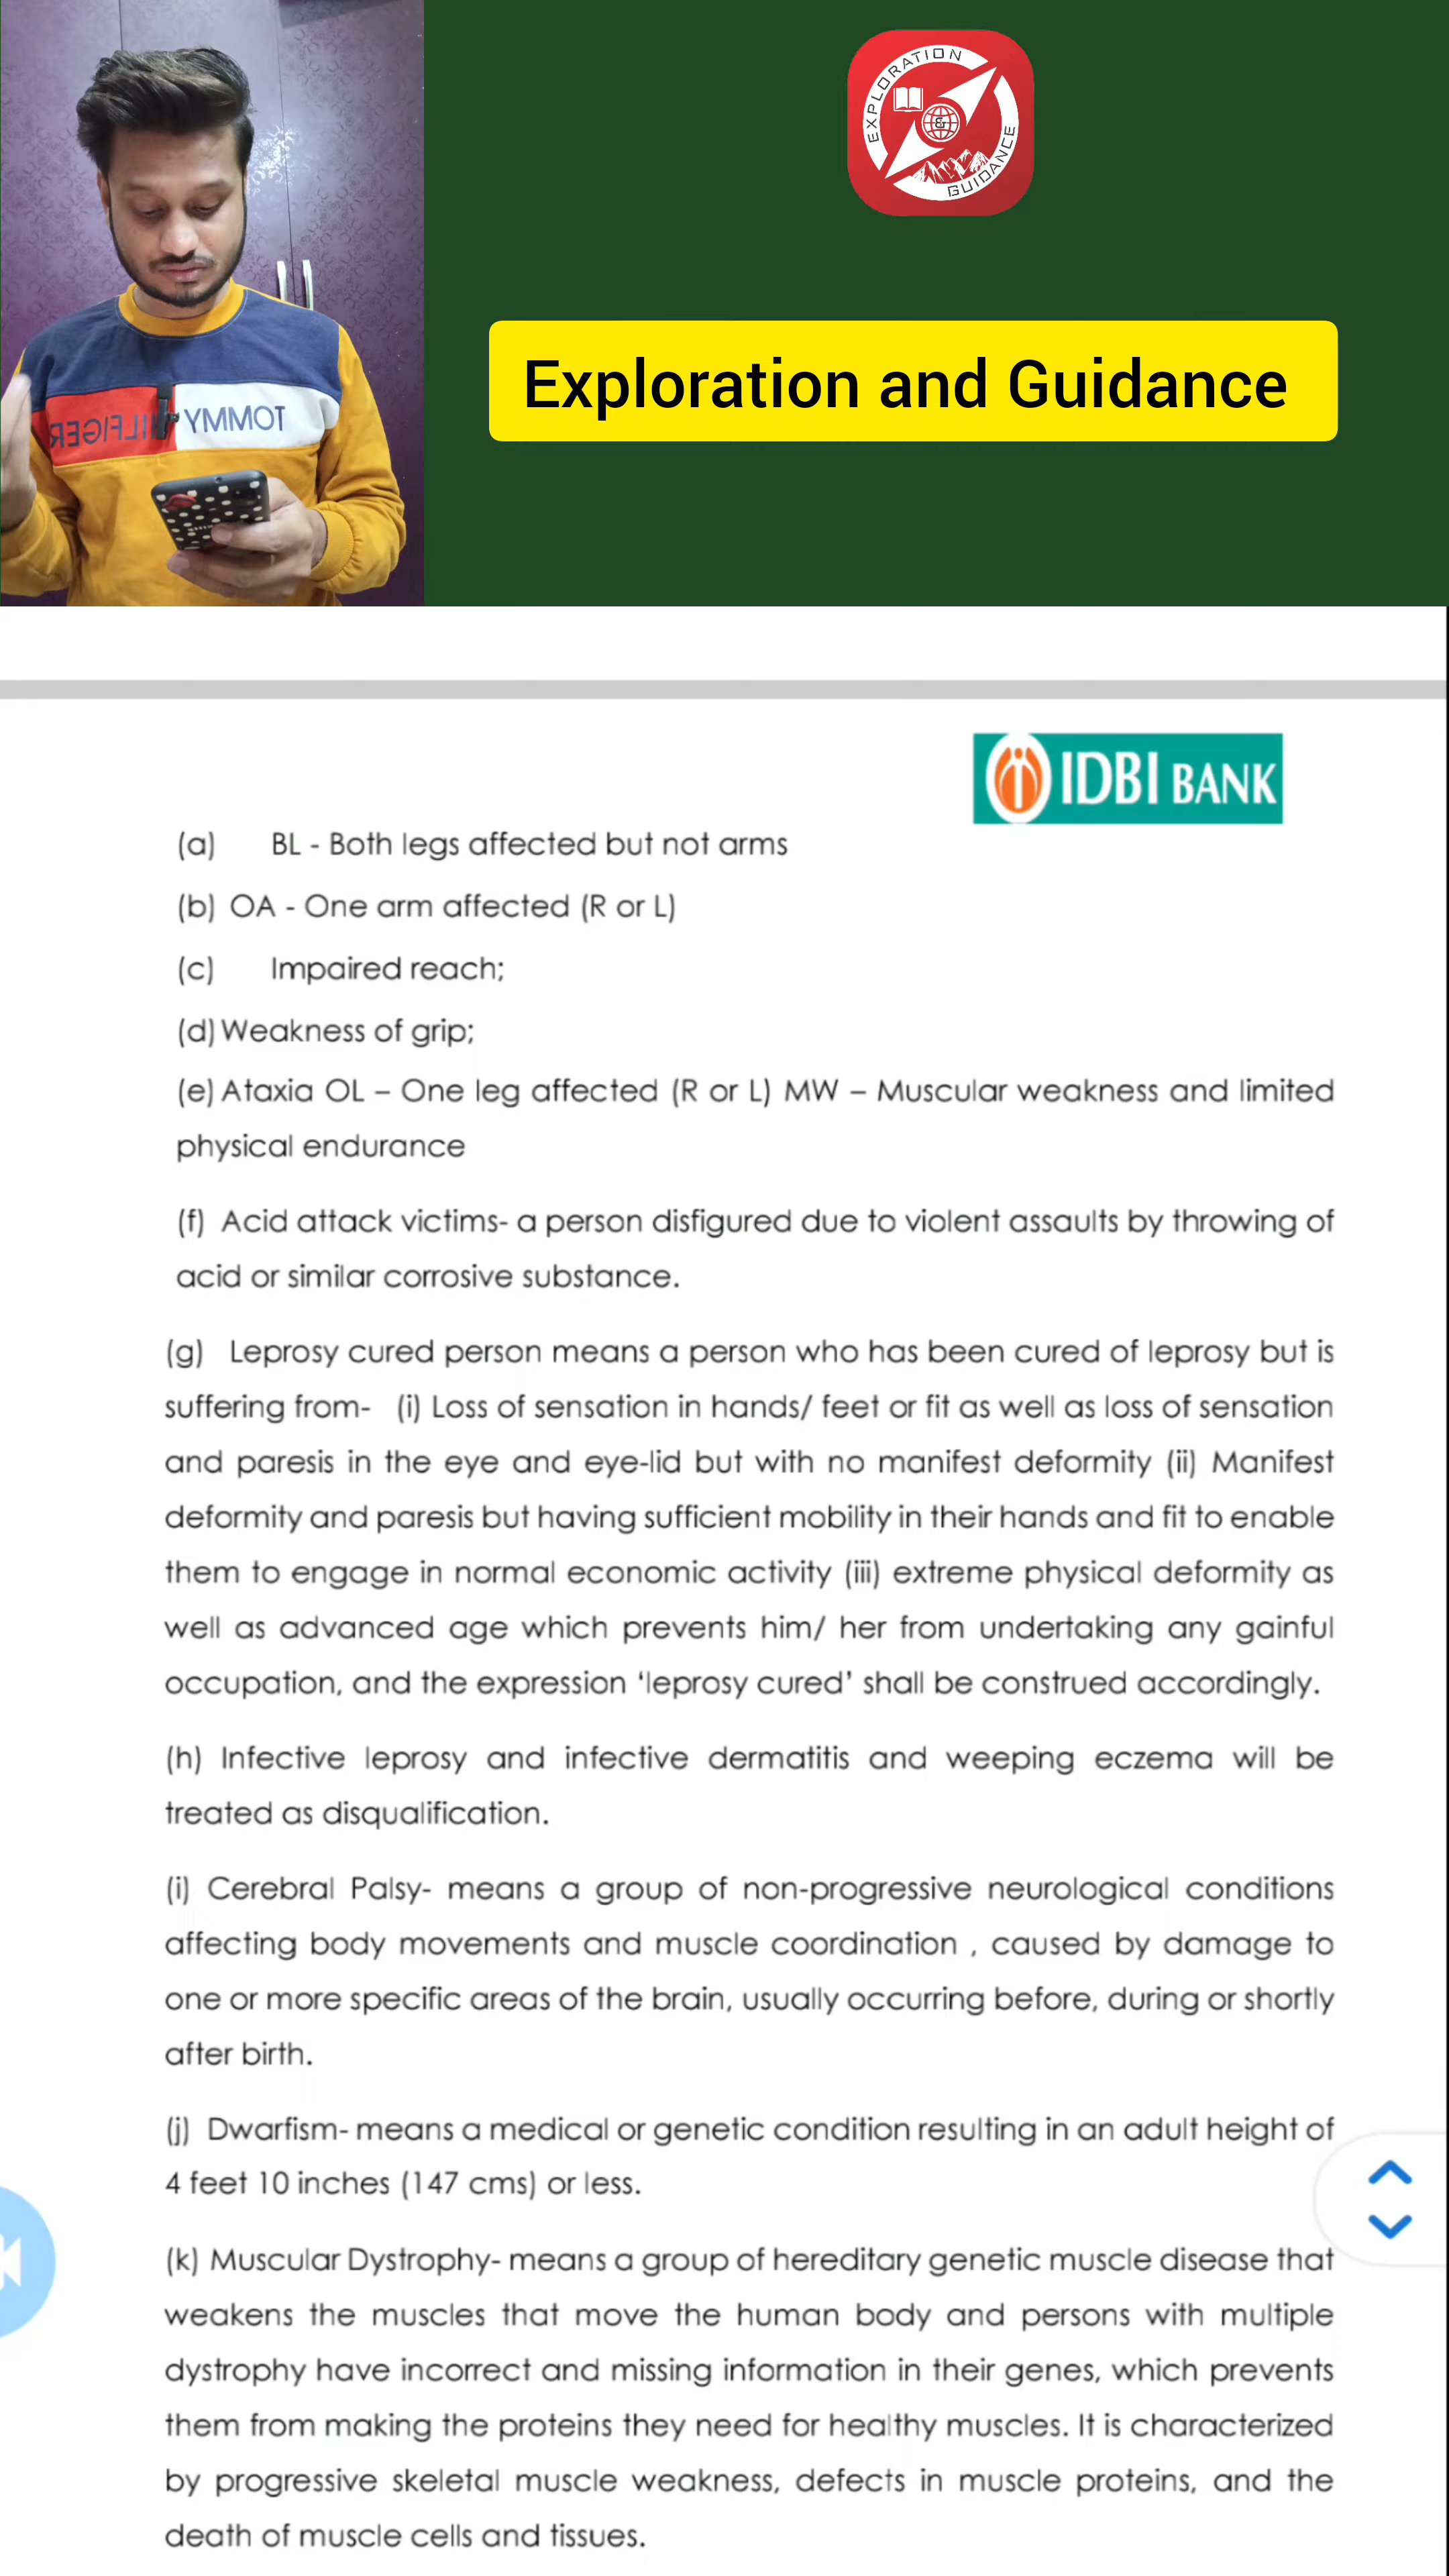 EXPLORATION
&
GUIDANCE
TOMMY HILFIGER
Exploration and Guidance
IDBI BANK
(a) BL - Both legs affected but not arms
(b) OA - One arm affected (R or L)
(c) Impaired reach;
(d) Weakness of grip;
(e) Ataxia OL – One leg affected (R or L) MW – Muscular weakness and limited
physical endurance
(f) Acid attack victims- a person disfigured due to violent assaults by throwing of
acid or similar corrosive substance.
(g) Leprosy cured person means a person who has been cured of leprosy but is
suffering from- (i) Loss of sensation in hands/ feet or fit as well as loss of sensation
and paresis in the eye and eye-lid but with no manifest deformity (ii) Manifest
deformity and paresis but having sufficient mobility in their hands and fit to enable
them to engage in normal economic activity (iii) extreme physical deformity as
well as advanced age which prevents him/ her from undertaking any gainful
occupation, and the expression ‘leprosy cured’ shall be construed accordingly.
(h) Infective leprosy and infective dermatitis and weeping eczema will be
treated as disqualification.
(i) Cerebral Palsy- means a group of non-progressive neurological conditions
affecting body movements and muscle coordination , caused by damage to
one or more specific areas of the brain, usually occurring before, during or shortly
after birth.
(j) Dwarfism- means a medical or genetic condition resulting in an adult height of
4 feet 10 inches (147 cms) or less.
(k) Muscular Dystrophy- means a group of hereditary genetic muscle disease that
weakens the muscles that move the human body and persons with multiple
dystrophy have incorrect and missing information in their genes, which prevents
them from making the proteins they need for healthy muscles. It is characterized
by progressive skeletal muscle weakness, defects in muscle proteins, and the
death of muscle cells and tissues.